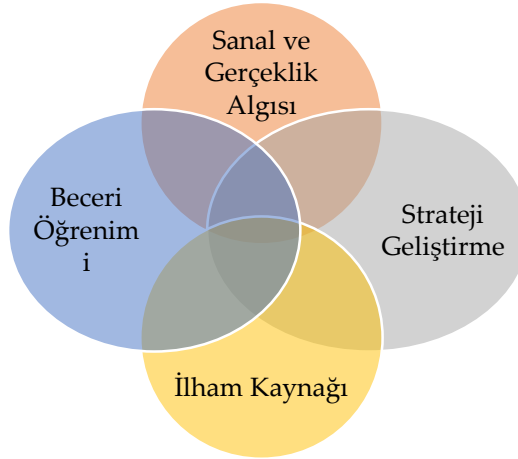 Sanal ve
Gerçeklik
Algısı
Beceri
Öğrenim
i
Strateji
Geliştirme
İlham Kaynağı